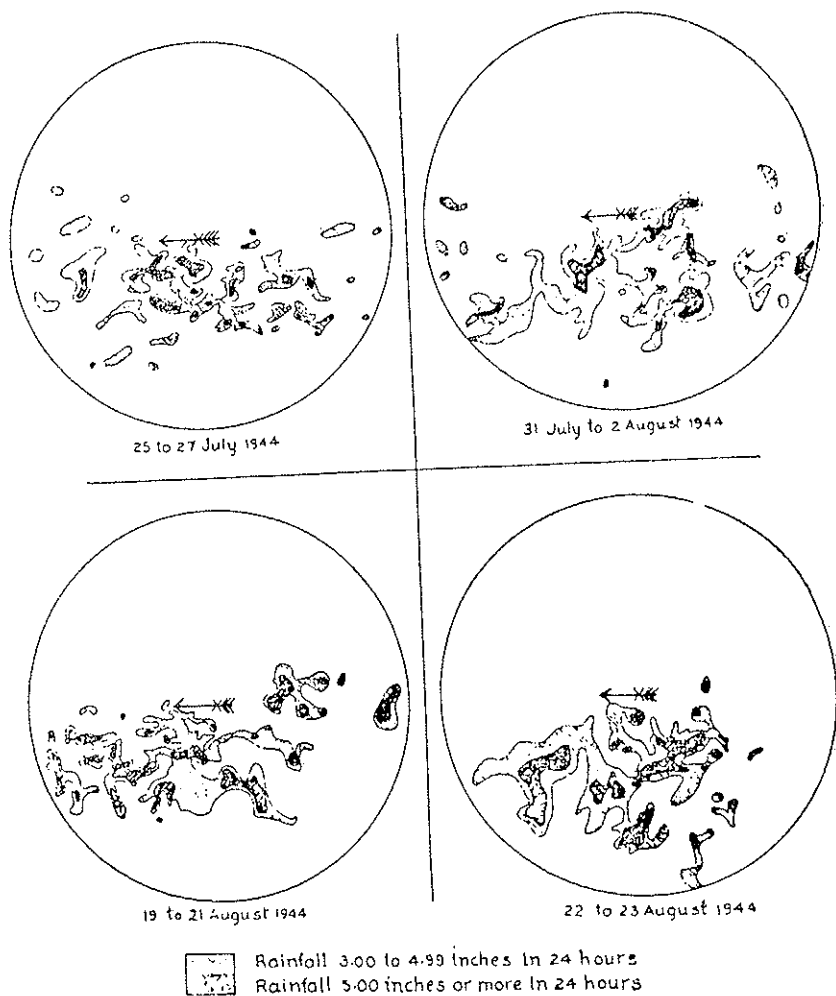 25 to 27 July 1944
31 July to 2 August 1944
19 to 21 August 1944
22 to 23 August 1944
Rainfall 3.00 to 4.99 inches In 24 hours
Rainfall 5.00 inches or more In 24 hours